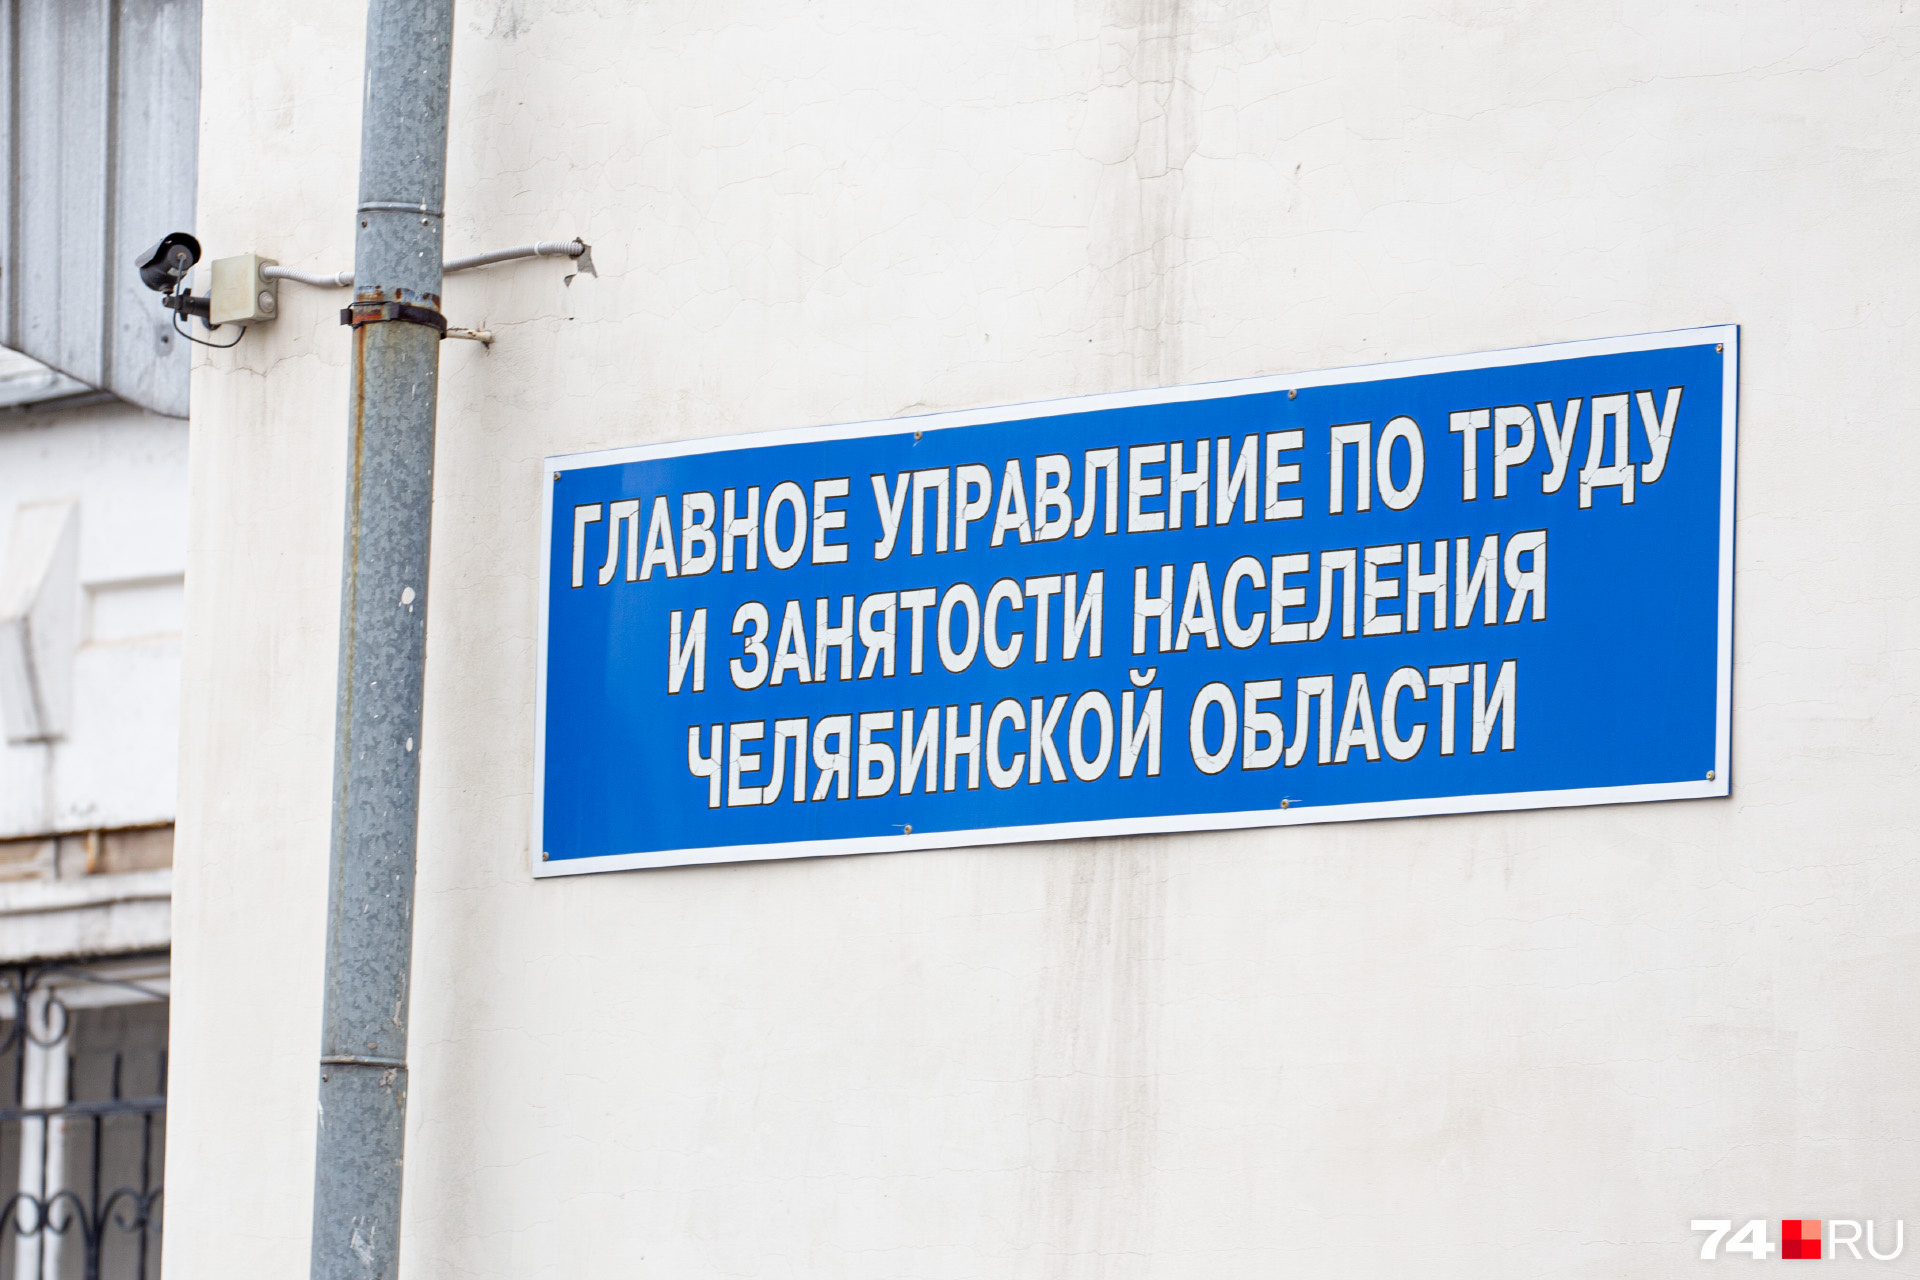 ГЛАВНОЕ УПРАВЛЕНИЕ ПО ТРУДУ
И ЗАНЯТОСТИ НАСЕЛЕНИЯ
ЧЕЛЯБИНСКОЙ ОБЛАСТИ
74 RU